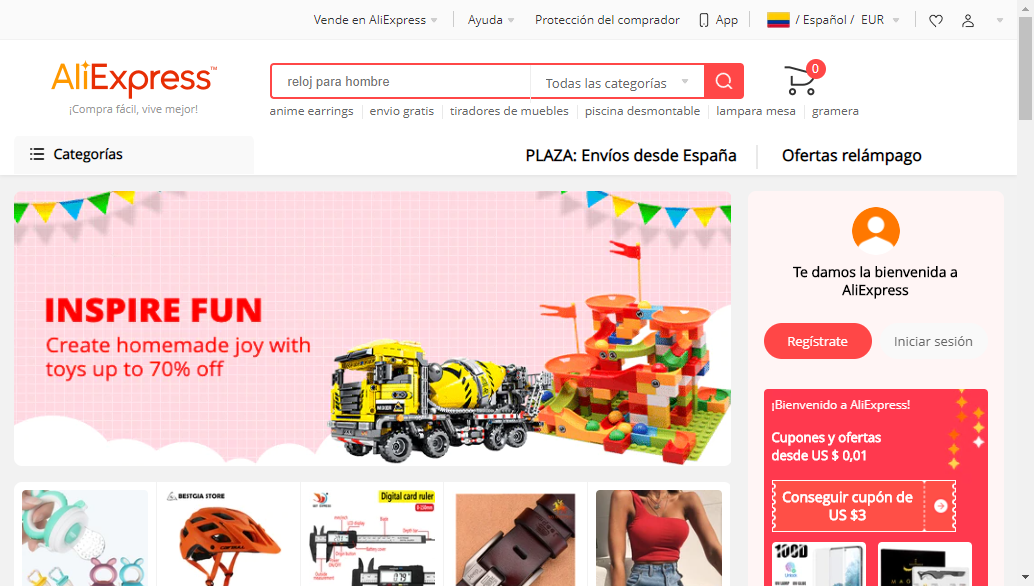 Vende en AliExpress
Ayuda
Protección del comprador
App
/ Español / EUR
AliExpress™
¡Compra fácil, vive mejor!
reloj para hombre
Todas las categorías
0
anime earrings
envio gratis
tiradores de muebles
piscina desmontable
lampara mesa
gramera
Categorías
PLAZA: Envíos desde España
Ofertas relámpago
INSPIRE FUN
Create homemade joy with
toys up to 70% off
MIXER
Te damos la bienvenida a
AliExpress
Regístrate
Iniciar sesión
¡Bienvenido a AliExpress!
Cupones y ofertas
desde US $ 0,01
Conseguir cupón de
US $3
BESTGIA STORE
Digital card ruler
0-150mm